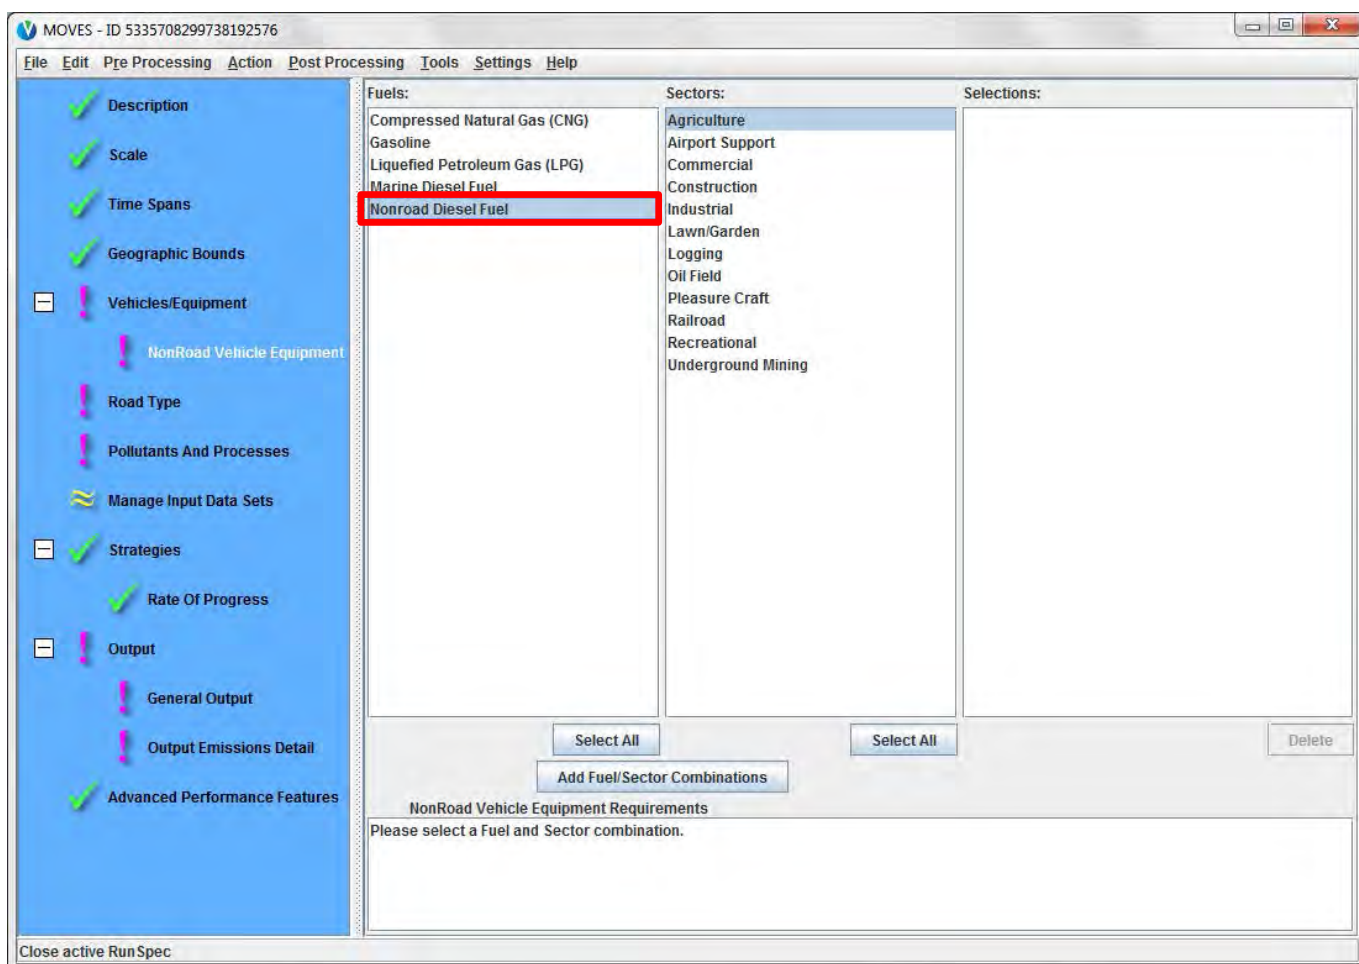 MOVES - ID 5335708299738192576
File Edit Pre Processing Action Post Processing Tools Settings Help
Description
Scale
Time Spans
Geographic Bounds
Vehicles/Equipment
NonRoad Vehicle Equipment
Road Type
Pollutants And Processes
Manage Input Data Sets
Strategies
Rate Of Progress
Output
General Output
Output Emissions Detail
Advanced Performance Features
Fuels:
Compressed Natural Gas (CNG)
Gasoline
Liquefied Petroleum Gas (LPG)
Marine Diesel Fuel
Nonroad Diesel Fuel
Select All
Sectors:
Agriculture
Airport Support
Commercial
Construction
Industrial
Lawn/Garden
Logging
Oil Field
Pleasure Craft
Railroad
Recreational
Underground Mining
Select All
Selections:
Delete
Add Fuel/Sector Combinations
NonRoad Vehicle Equipment Requirements
Please select a Fuel and Sector combination.
Close active RunSpec